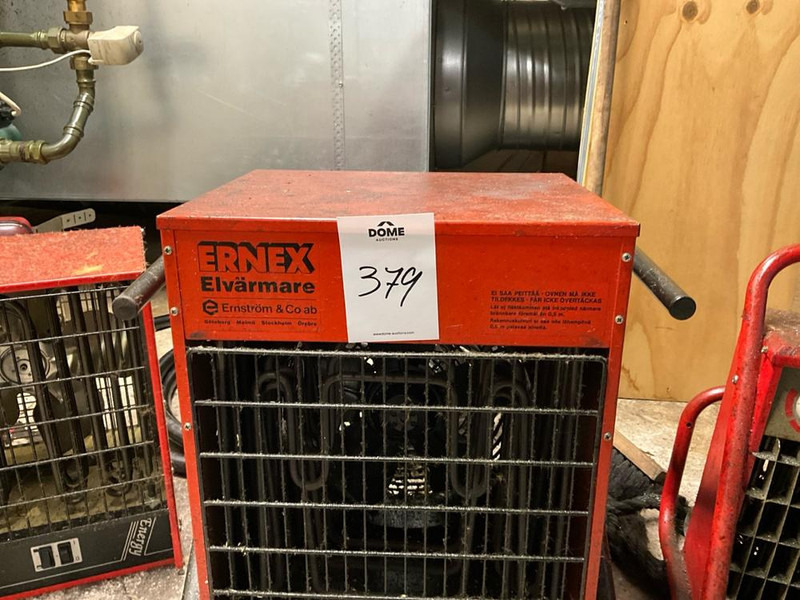 ERNEX
Elvärmare
Ernström & Co ab
Göteborg Malmö Stockholm Örebro
DOME
AUCTIONS
379
EI SAA PEITTÄÄ · OVNEN MÅ IKKE
TILDEKKES · FÅR ICKE ÖVERTÄCKAS
Energy